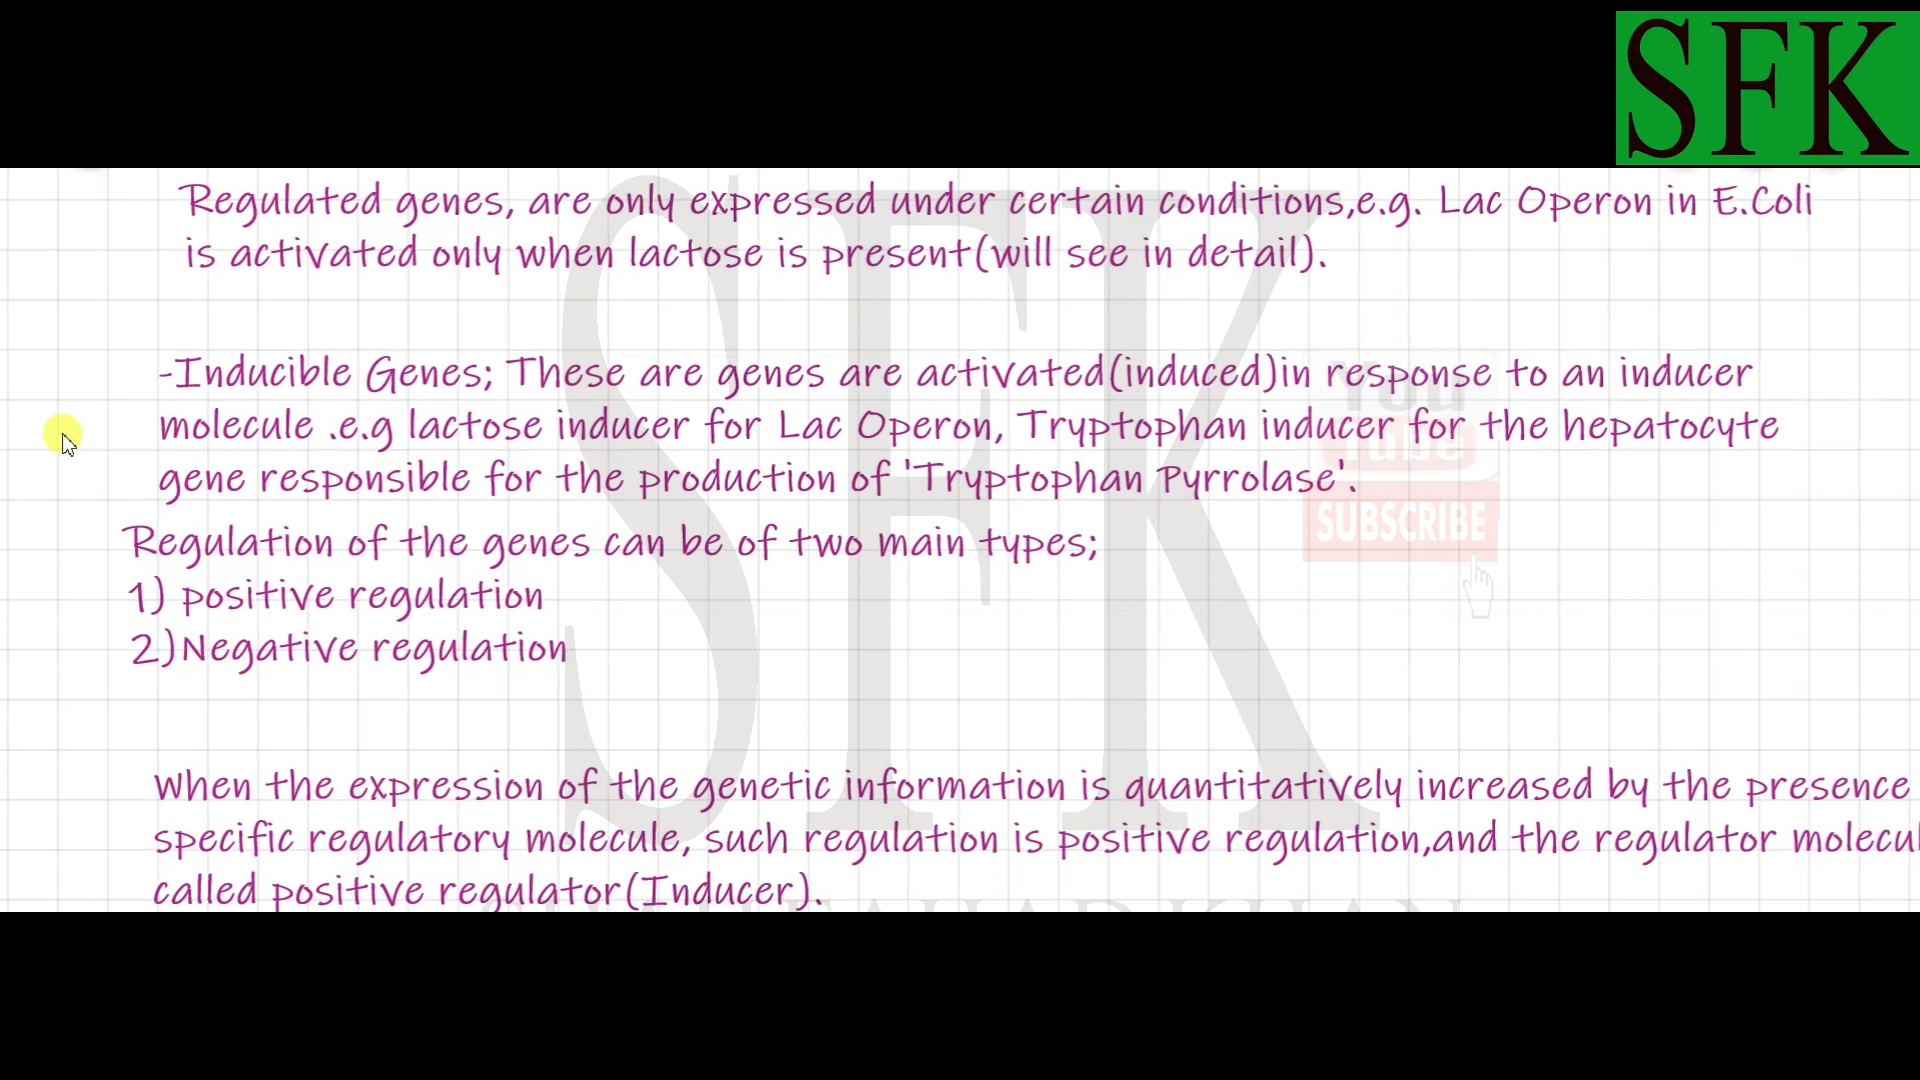 SFK
Regulated genes, are only expressed under certain conditions,e.g. Lac Operon in E.Coli
is activated only when lactose is present(will see in detail).
-Inducible Genes; These are genes are activated(induced)in response to an inducer
molecule .e.g lactose inducer for Lac Operon, Tryptophan inducer for the hepatocyte
gene responsible for the production of 'Tryptophan Pyrrolase'.
You
Tube
SUBSCRIBE
Regulation of the genes can be of two main types;
1) positive regulation
2)Negative regulation
SFK
When the expression of the genetic information is quantitatively increased by the presence
specific regulatory molecule, such regulation is positive regulation,and the regulator
called positive regulator(Inducer).